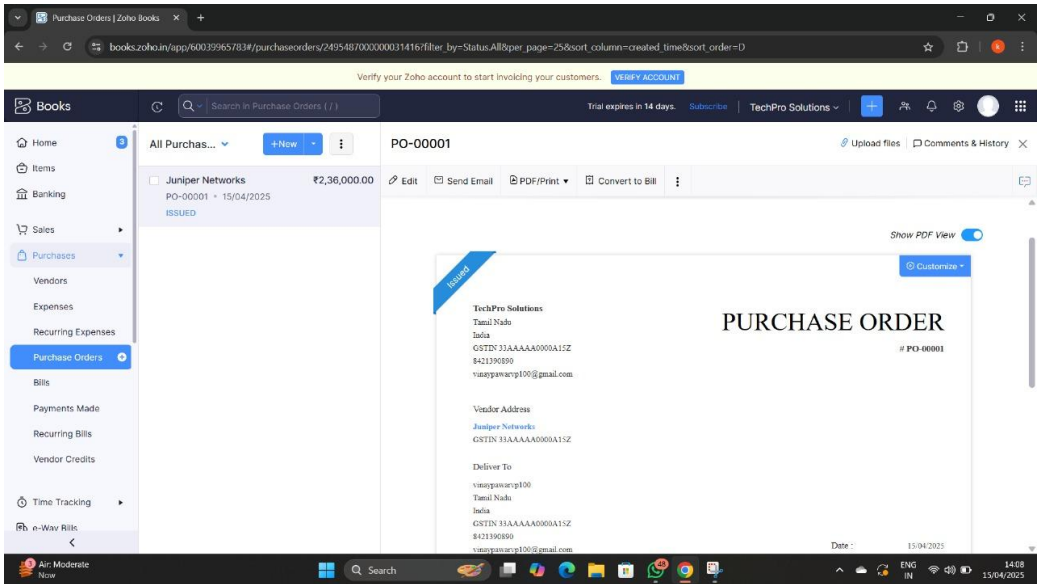 Purchase Orders | Zoho Books
books.zoho.in/app/60039965783#/purchaseorders/2495487000000031416?filter_by=Status.All&per_page=25&sort_column=created_time&sort_order=D
k
Verify your Zoho account to start invoicing your customers. VERIFY ACCOUNT
Books
Search in Purchase Orders ( / )
Trial expires in 14 days. Subscribe
TechPro Solutions
Home 3
Items
Banking
Sales
Purchases
Vendors
Expenses
Recurring Expenses
Purchase Orders
Bills
Payments Made
Recurring Bills
Vendor Credits
Time Tracking
e-Way Bills
All Purchas...
+New
Juniper Networks ₹2,36,000.00
PO-00001 • 15/04/2025
ISSUED
PO-00001
Upload files
Comments & History
Edit
Send Email
PDF/Print
Convert to Bill
Show PDF View
Customize
Issued
TechPro Solutions
Tamil Nadu
India
GSTIN 33AAAAA0000A15Z
8421390890
vinaypawarvp100@gmail.com
PURCHASE ORDER
# PO-00001
Vendor Address
Juniper Networks
GSTIN 33AAAAA0000A15Z
Deliver To
vinaypawarvp100
Tamil Nadu
India
GSTIN 33AAAAA0000A15Z
8421390890
vinaypawarvp100@gmail.com
Date : 15/04/2025
3
Air: Moderate
Now
Search
48
ENG
IN
14:08
15/04/2025